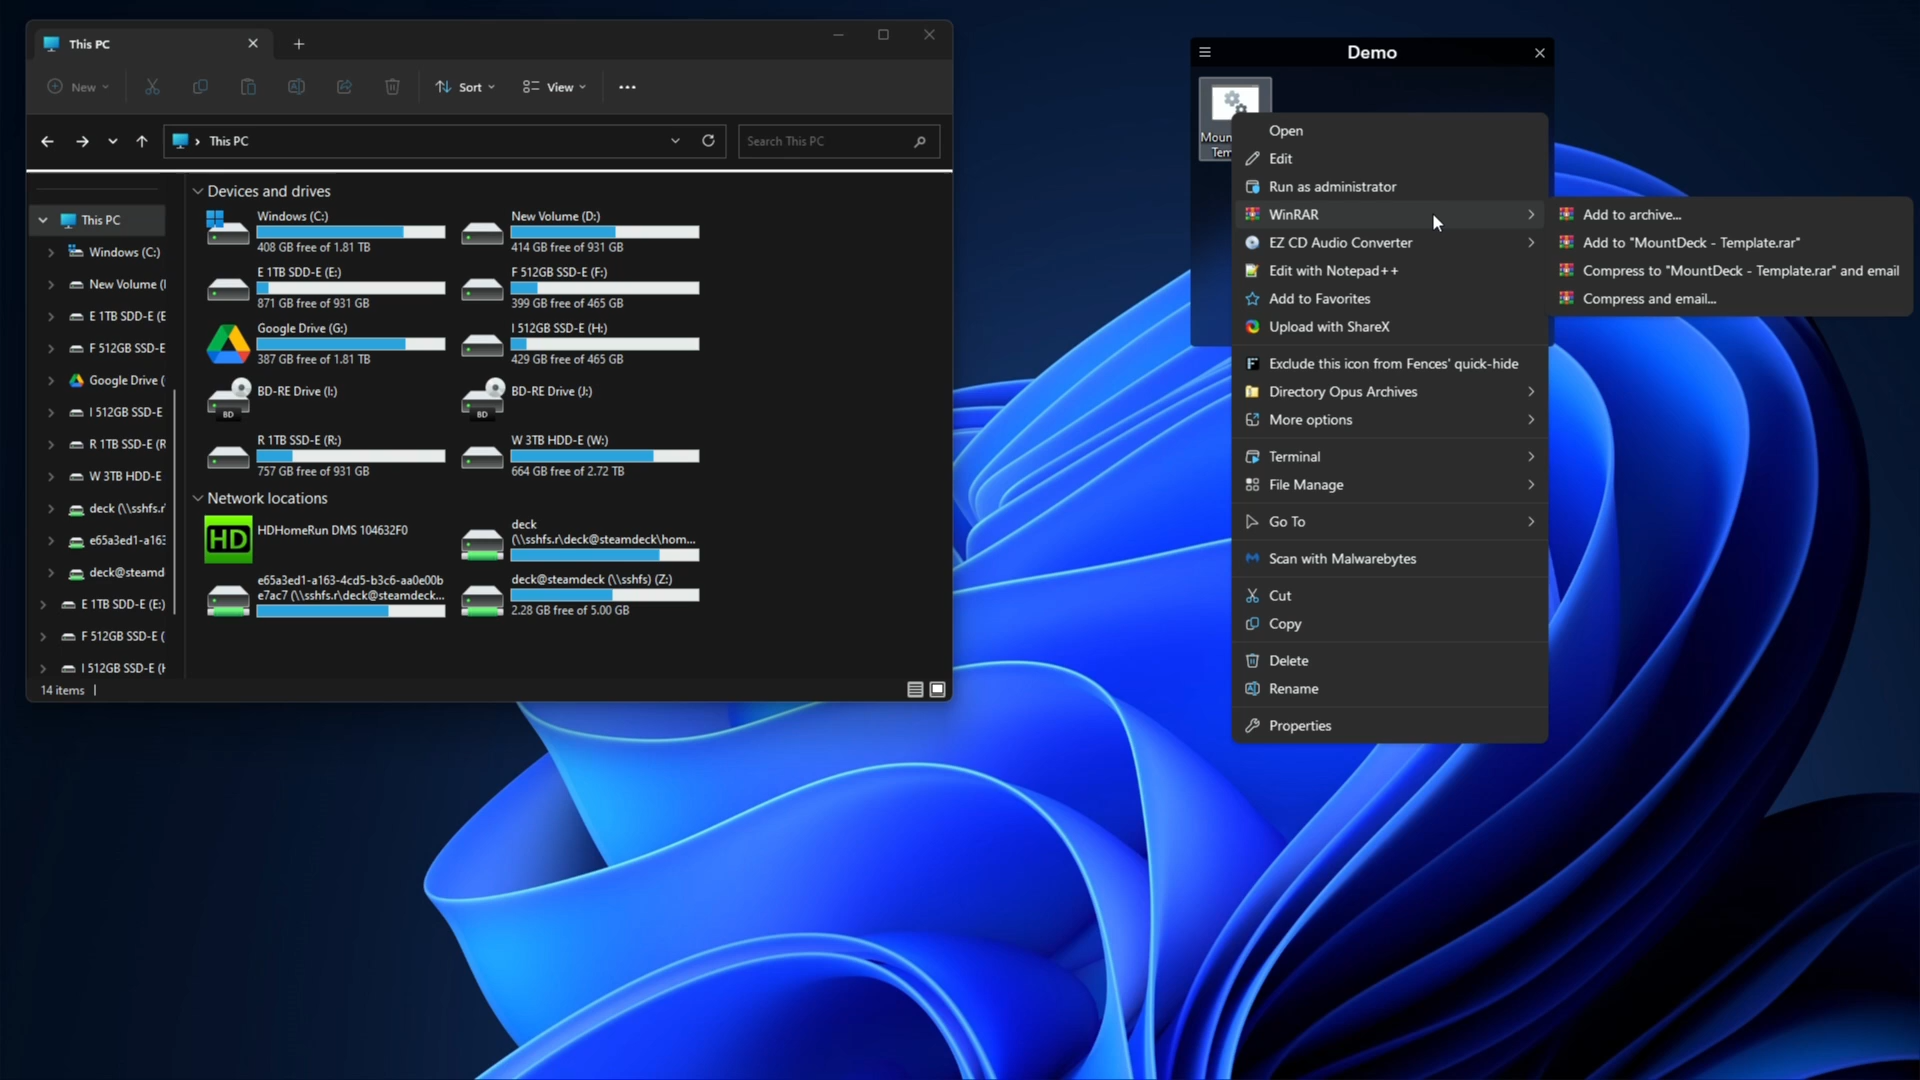 This PC
New
Sort
View
This PC
Search This PC
This PC
Windows (C:)
New Volume (
E 1TB SDD-E (E
F 512GB SSD-E
Google Drive (
I 512GB SSD-E
R 1TB SSD-E (R
W 3TB HDD-E
deck (\\sshfs.r
e65a3ed1-a163
deck@steamd
E 1TB SDD-E (E:)
F 512GB SSD-E (
I 512GB SSD-E (H
Devices and drives
Windows (C:)
408 GB free of 1.81 TB
New Volume (D:)
414 GB free of 931 GB
E 1TB SDD-E (E:)
871 GB free of 931 GB
F 512GB SSD-E (F:)
399 GB free of 465 GB
Google Drive (G:)
387 GB free of 1.81 TB
I 512GB SSD-E (H:)
429 GB free of 465 GB
BD
BD-RE Drive (I:)
BD
BD-RE Drive (J:)
R 1TB SSD-E (R:)
757 GB free of 931 GB
W 3TB HDD-E (W:)
664 GB free of 2.72 TB
Network locations
HD
HDHomeRun DMS 104632F0
deck
(\\sshfs.r\deck@steamdeck\hom...
e65a3ed1-a163-4cd5-b3c6-aa0e00b
e7ac7 (\\sshfs.r\deck@steamdeck...
deck@steamdeck (\\sshfs) (Z:)
2.28 GB free of 5.00 GB
14 items
Demo
Moun
Tem
Open
Edit
Run as administrator
WinRAR
EZ CD Audio Converter
Edit with Notepad++
Add to Favorites
Upload with ShareX
Exclude this icon from Fences' quick-hide
Directory Opus Archives
More options
Terminal
File Manage
Go To
Scan with Malwarebytes
Cut
Copy
Delete
Rename
Properties
Add to archive...
Add to "MountDeck - Template.rar"
Compress to "MountDeck - Template.rar" and email
Compress and email...